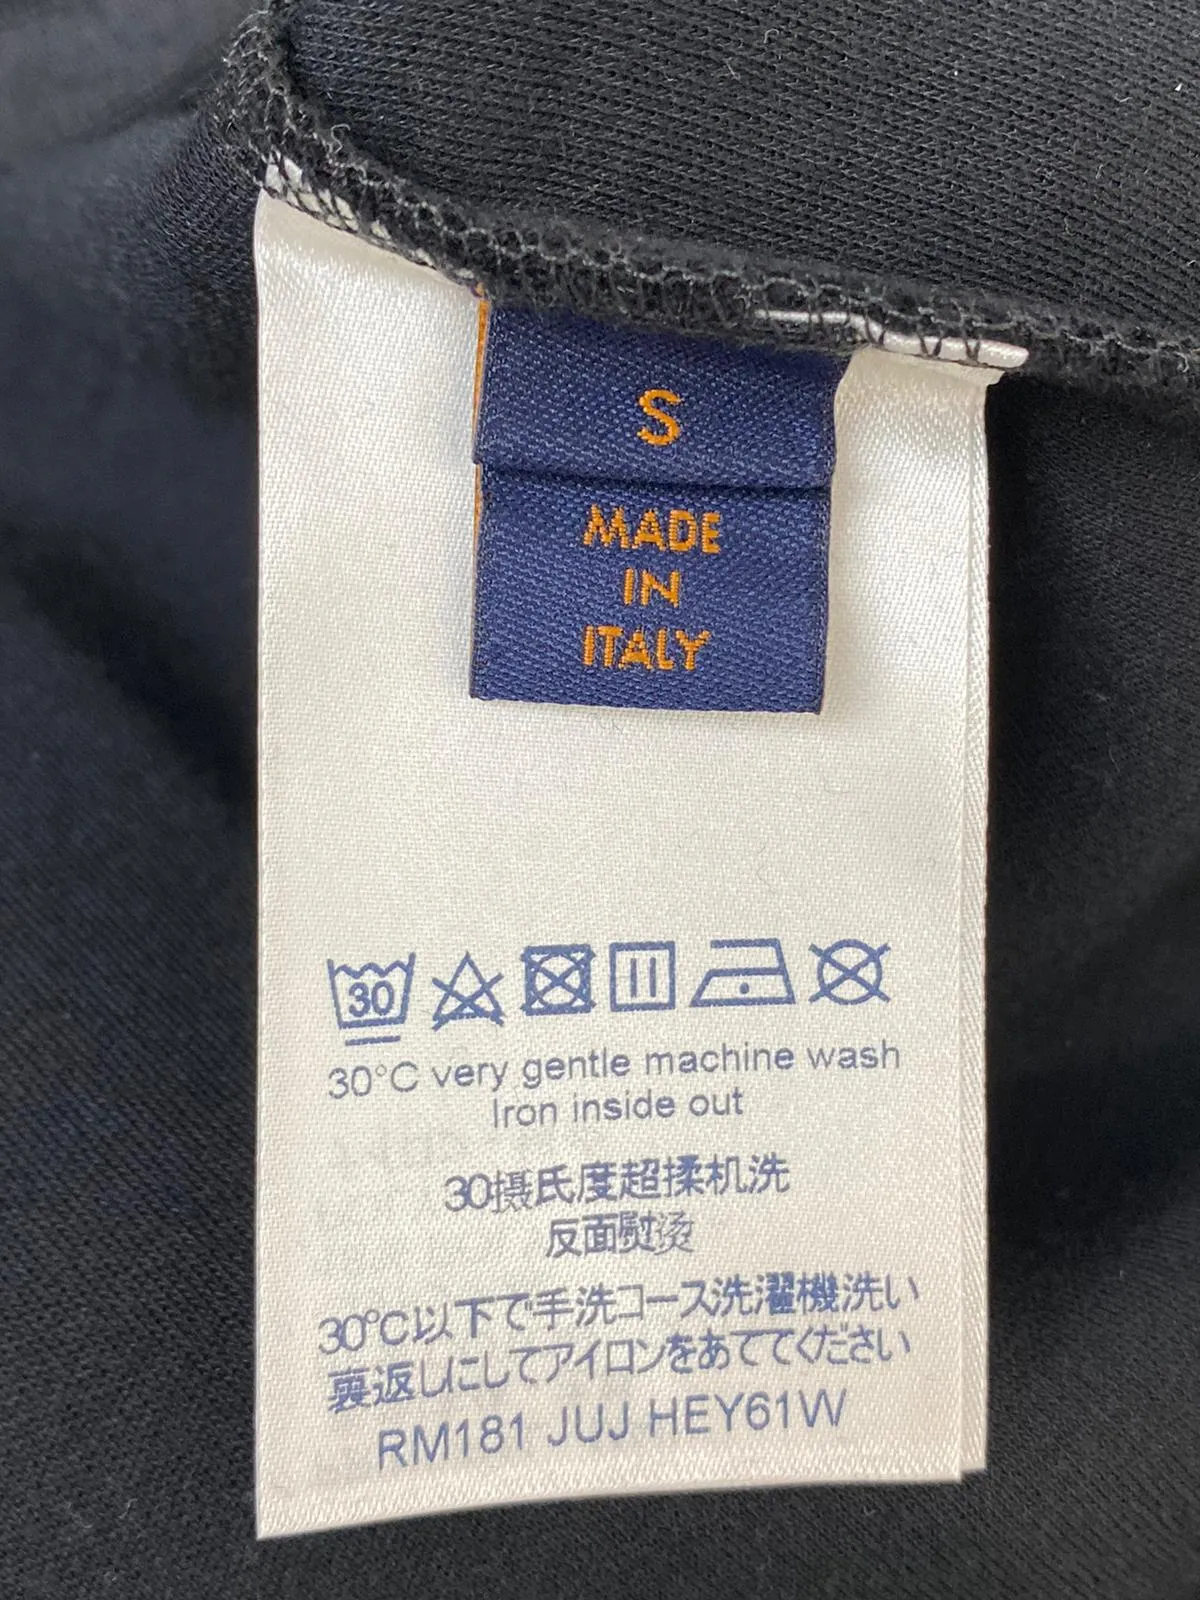 S
MADE
IN
ITALY
30
30°C very gentle machine wash
Iron inside out
30摄氏度超揉机洗
反面熨烫
30°C以下で手洗コース洗濯機洗い
裏返しにしてアイロンをあててください
RM181 JUJ HEY61W